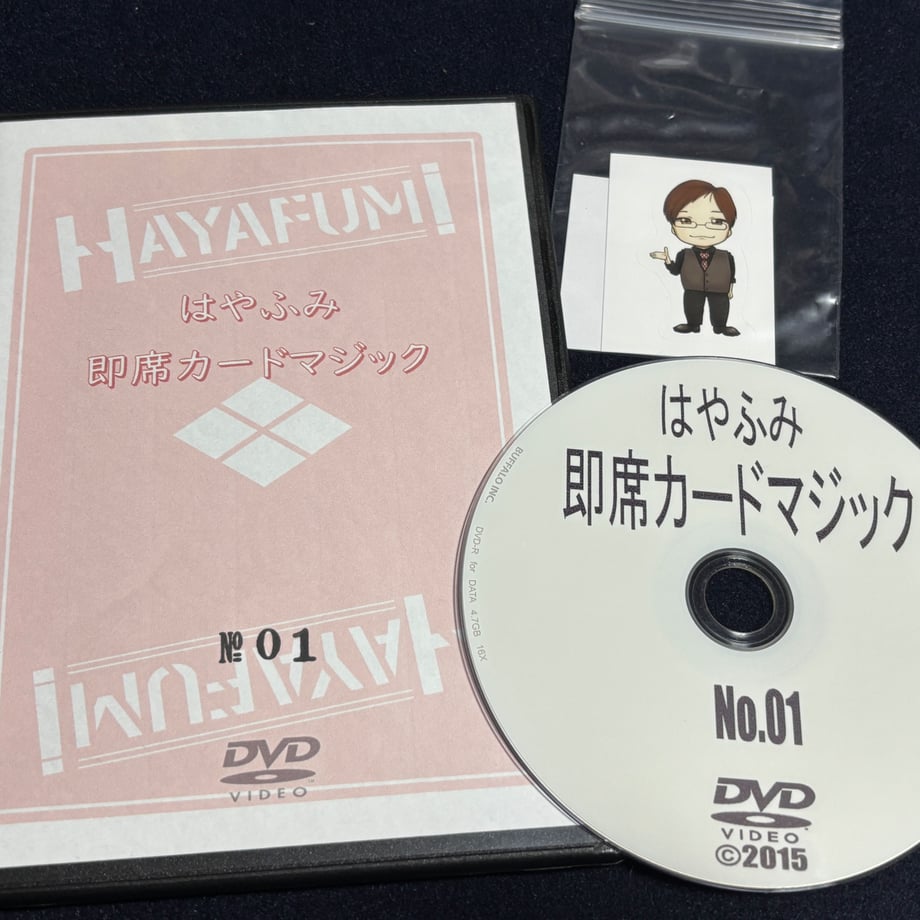 HAYAFUMI
はやふみ
即席カードマジック
№01
HAYAFUMI
DVD
VIDEO
はやふみ
即席カードマジック
BUFFALO INC.
DVD-R for DATA 4.7GB 16X
No.01
DVD
VIDEO
©2015